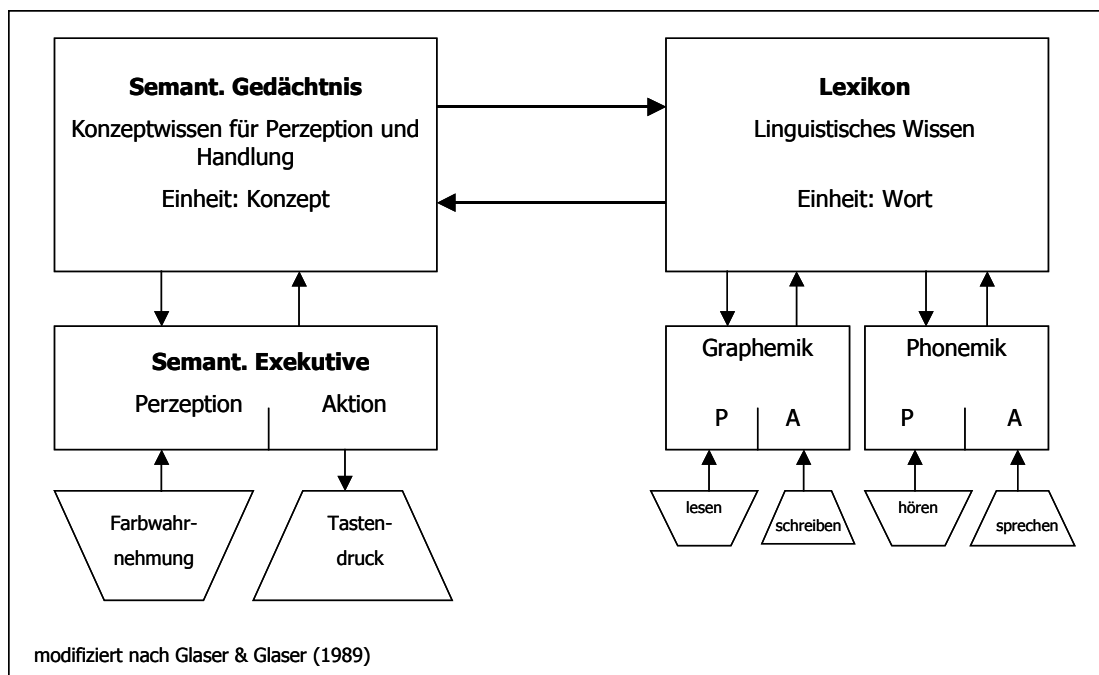 Semant. Gedächtnis
Konzeptwissen für Perzeption und
Handlung
Einheit: Konzept
Lexikon
Linguistisches Wissen
Einheit: Wort
Semant. Exekutive
Perzeption Aktion
Graphemik
P A
Phonemik
P A
Farbwahr-
nehmung
Tasten-
druck
lesen
schreiben
hören
sprechen
modifiziert nach Glaser & Glaser (1989)